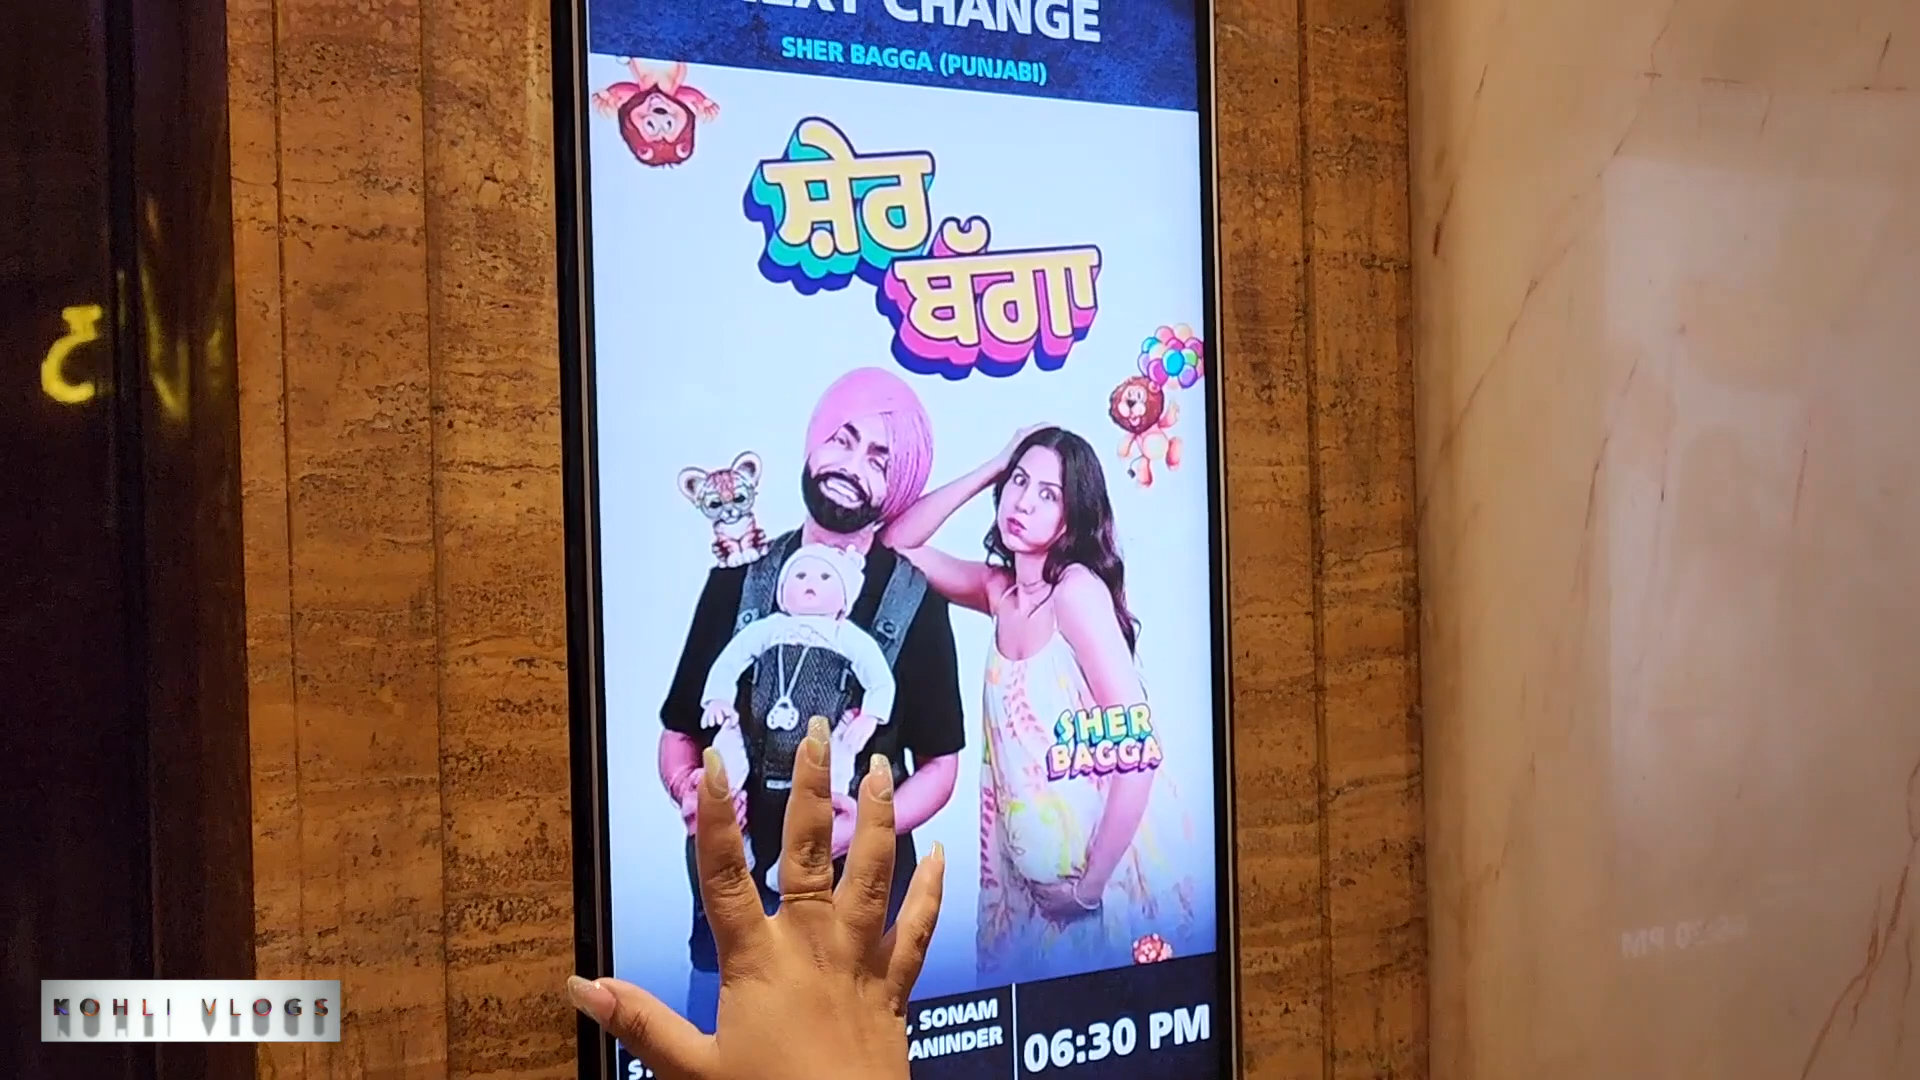 CHANGE
SHER BAGGA (PUNJABI)
ਸ਼ੇਰ
ਬੱਗਾ
SHER
BAGGA
, SONAM
06:30 PM
KOHLI VLOGS